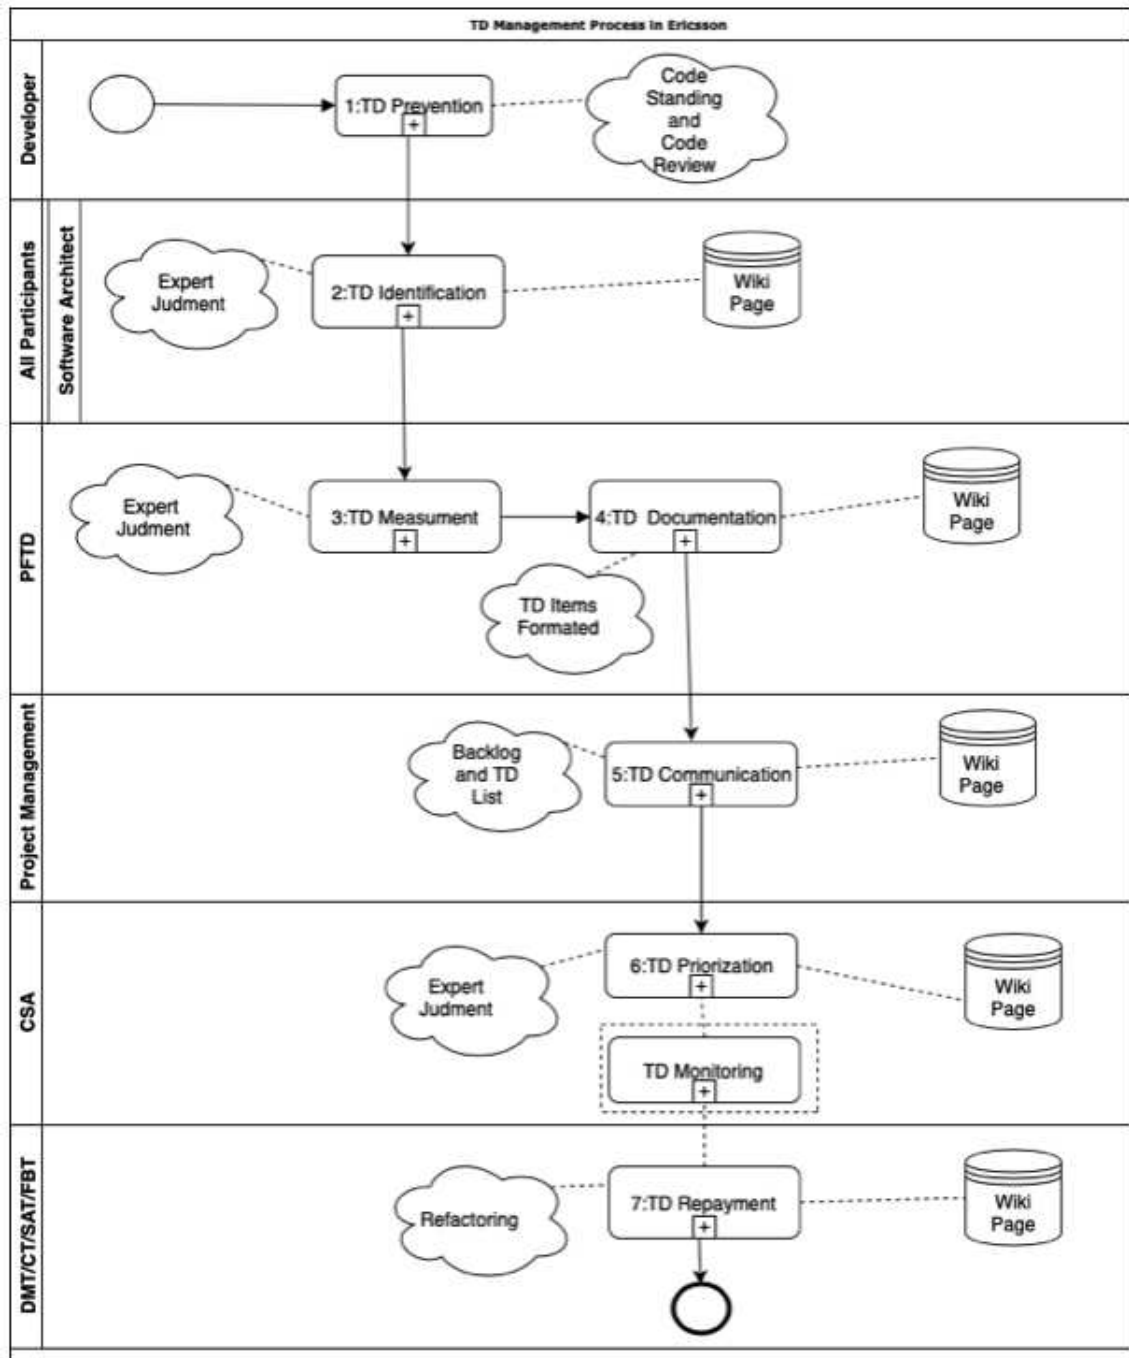 TD Management Process in Ericsson
Developer
1:TD Prevention
+
Code
Standing
and
Code
Review
All Participants
Software Architect
Expert
Judment
2:TD Identification
+
Wiki
Page
PFTD
Expert
Judment
3:TD Measument
+
4:TD Documentation
+
Wiki
Page
TD Items
Formated
Project Management
Backlog
and TD
List
5:TD Communication
+
Wiki
Page
CSA
Expert
Judment
6:TD Priorization
+
Wiki
Page
TD Monitoring
+
DMT/CT/SAT/FBT
Refactoring
7:TD Repayment
+
Wiki
Page